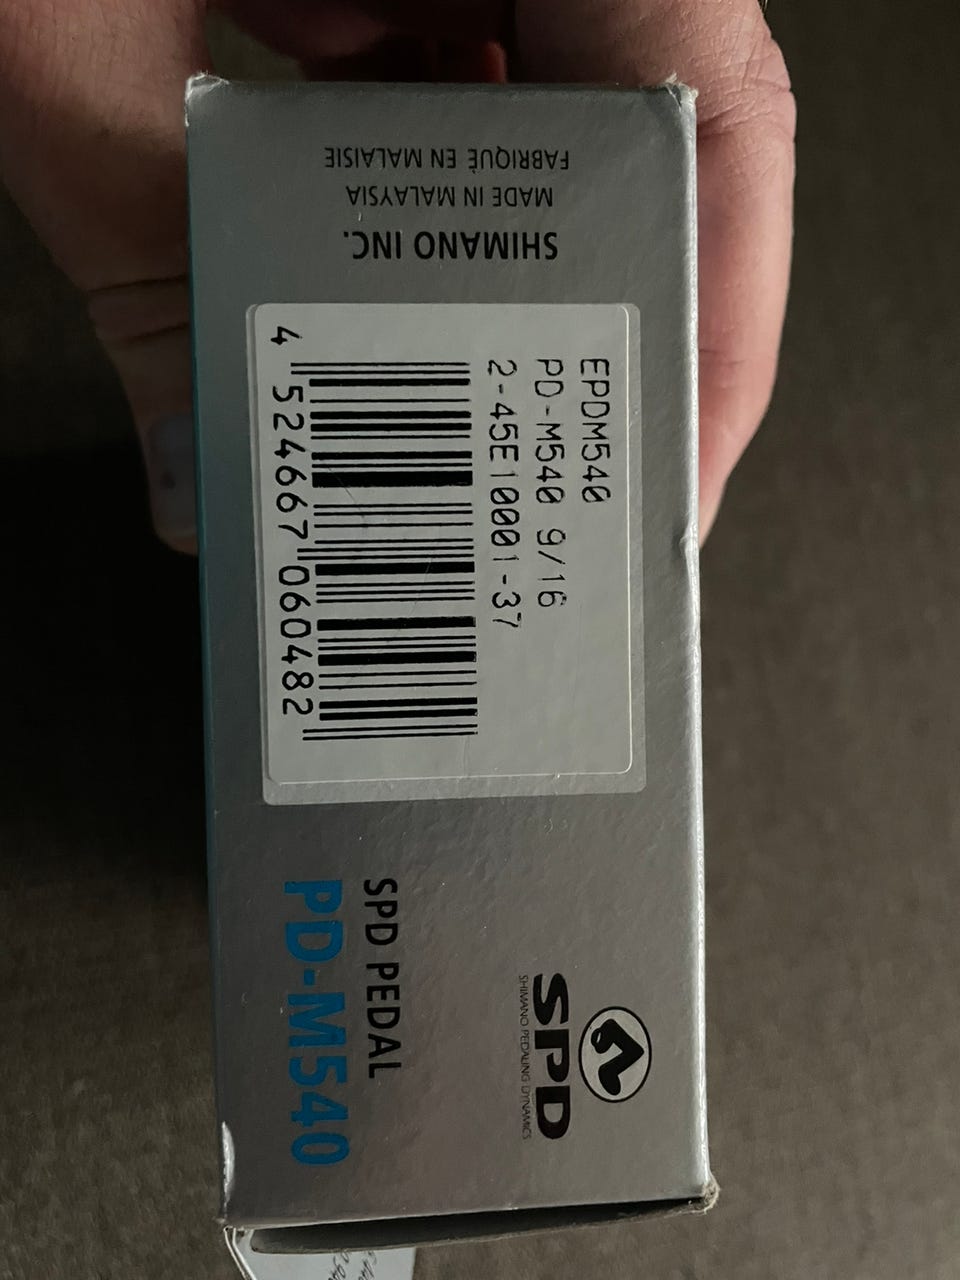 FABRIQUÈ EN MALAISIE
MADE IN MALAYSIA
SHIMANO INC.
EPDM540
PD-M540 9/16
2-45E10001-37
4 524667 060482
SPD
SHIMANO PEDALING DYNAMICS
SPD PEDAL
PD-M540